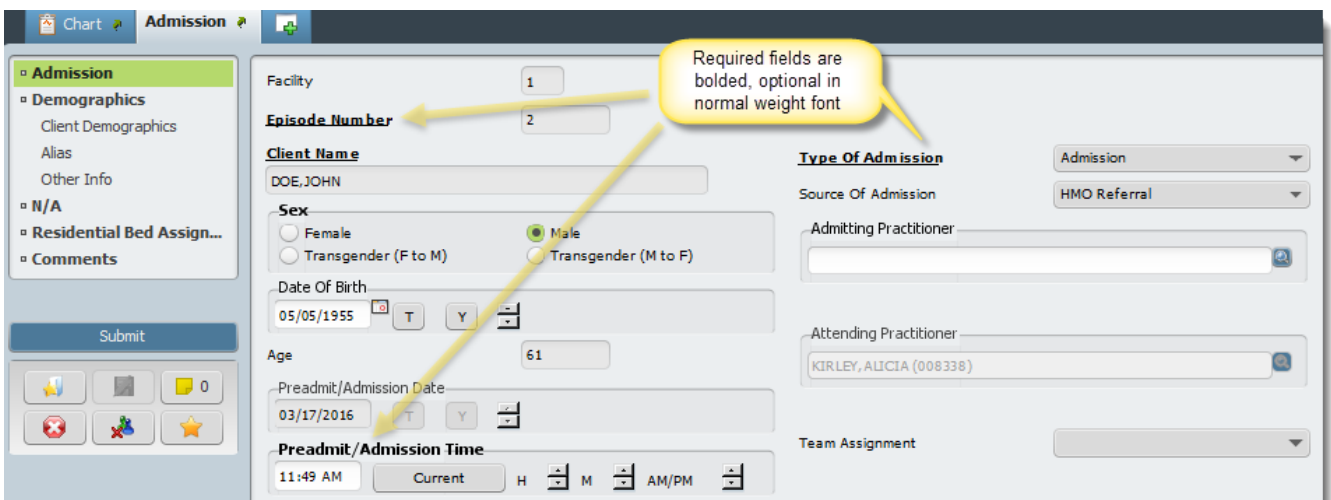 Chart
Admission
Required fields are
bolded, optional in
normal weight font
Admission
Demographics
Client Demographics
Alias
Other Info
N/A
Residential Bed Assign...
Comments
Submit
0
Facility
1
Episode Number
2
Client Name
DOE,JOHN
Sex
Female
Male
Transgender (F to M)
Transgender (M to F)
Date Of Birth
05/05/1955
T
Y
Age
61
Preadmit/Admission Date
03/17/2016
T
Y
Preadmit/Admission Time
11:49 AM
Current
H
M
AM/PM
Type Of Admission
Admission
Source Of Admission
HMO Referral
Admitting Practitioner
Attending Practitioner
KIRLEY,ALICIA (008338)
Team Assignment